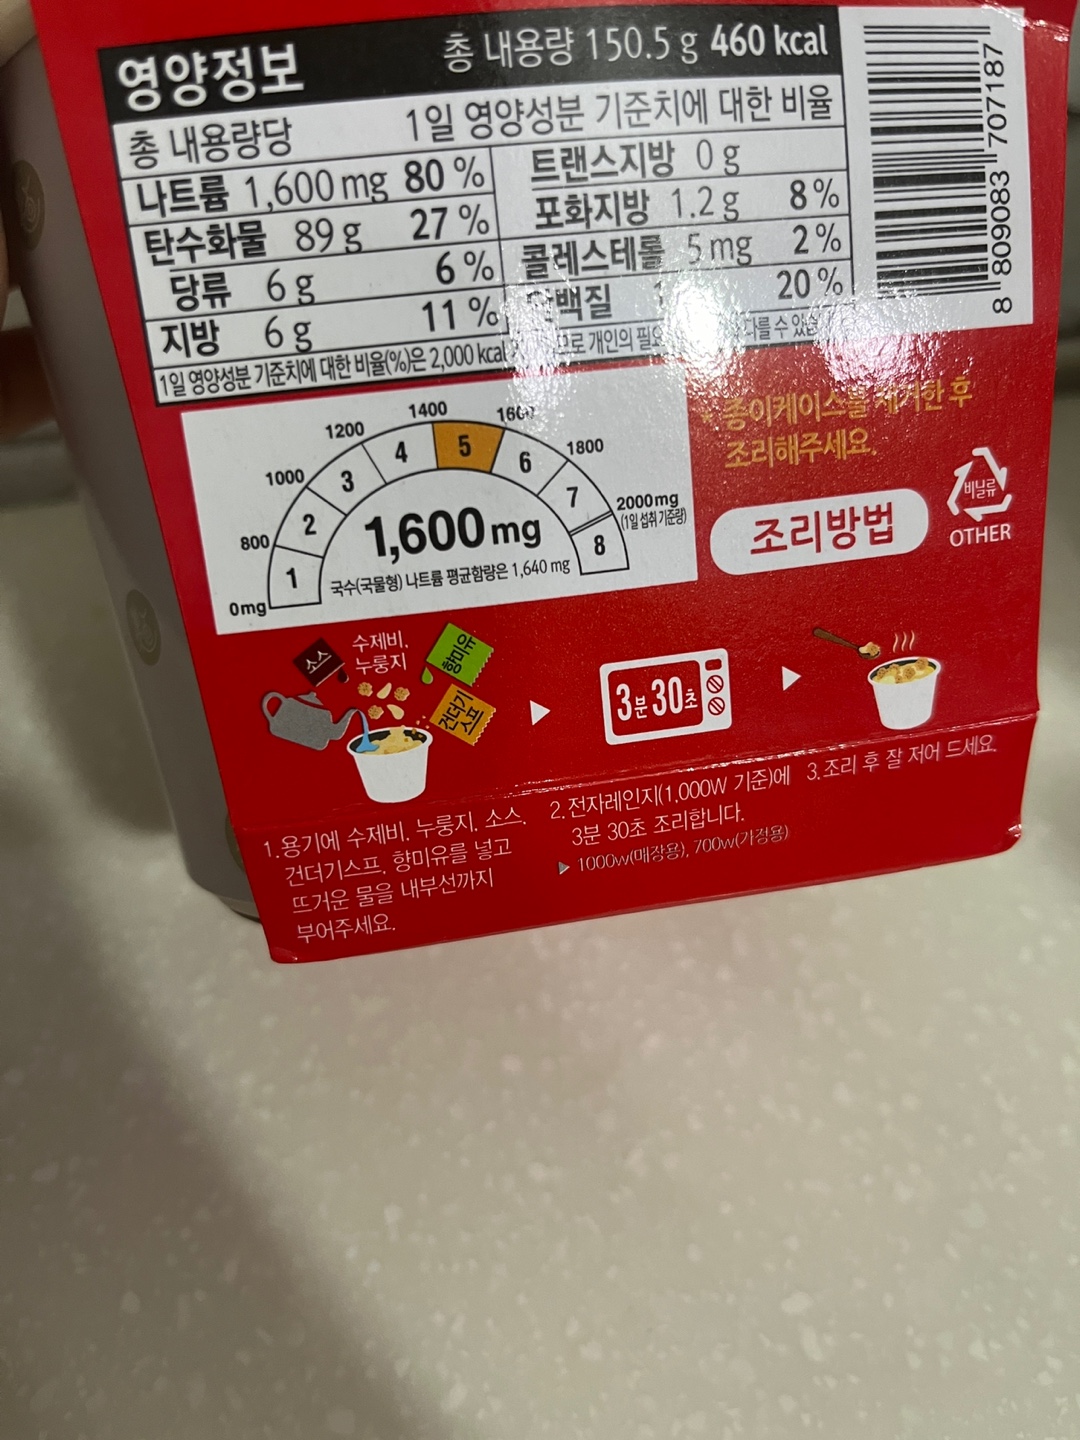 영양정보
총 내용량 150.5 g 460 kcal
총 내용량당 1일 영양성분 기준치에 대한 비율
나트륨 1,600 mg 80 %
탄수화물 89 g 27 %
당류 6 g 6 %
지방 6 g 11 %
트랜스지방 0 g
포화지방 1.2 g 8 %
콜레스테롤 5 mg 2 %
20 %
1일 영양성분 기준치에 대한 비율(%)은 2,000 kcal 개인의 다를 수
8 809083 707187
0mg
800
1000
1200
1400
1600
1800
2000mg
(1일 섭취 기준량)
1
2
3
4
5
6
7
8
1,600 mg
국수(국물형) 나트륨 평균함량은 1,640 mg
종이케이스를 제거한 후
조리해주세요.
비닐류
OTHER
조리방법
소스
수제비,
누룽지
향미유
건더기
스프
3분 30초
1.용기에 수제비, 누룽지, 소스,
건더기스프, 향미유를 넣고
뜨거운 물을 내부선까지
부어주세요.
2.전자레인지(1,000W 기준)에
3분 30초 조리합니다.
▶ 1000w(매장용), 700w(가정용)
3.조리 후 잘 저어 드세요.